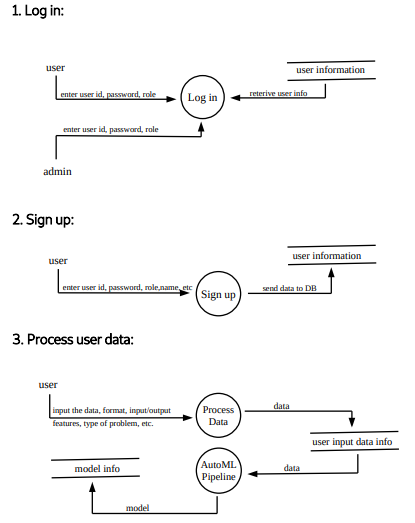 1. Log in:
user
user information
enter user id, password, role
Log in
reterive user info
enter user id, password, role
admin
2. Sign up:
user
user information
enter user id, password, role,name, etc
Sign up
send data to DB
3. Process user data:
user
input the data, format, input/output
features, type of problem, etc.
Process
Data
data
user input data info
model info
AutoML
Pipeline
data
model